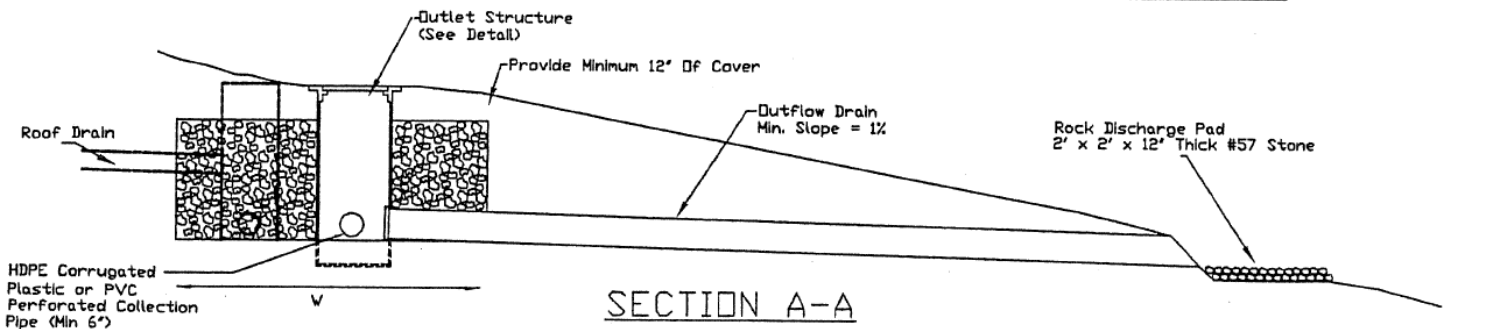 Outlet Structure
(See Detail)
Provide Minimum 12" Of Cover
Roof Drain
Outflow Drain
Min. Slope = 1%
Rock Discharge Pad
2' x 2' x 12" Thick #57 Stone
HDPE Corrugated
Plastic or PVC
Perforated Collection
Pipe (Min 6")
W
SECTION A-A